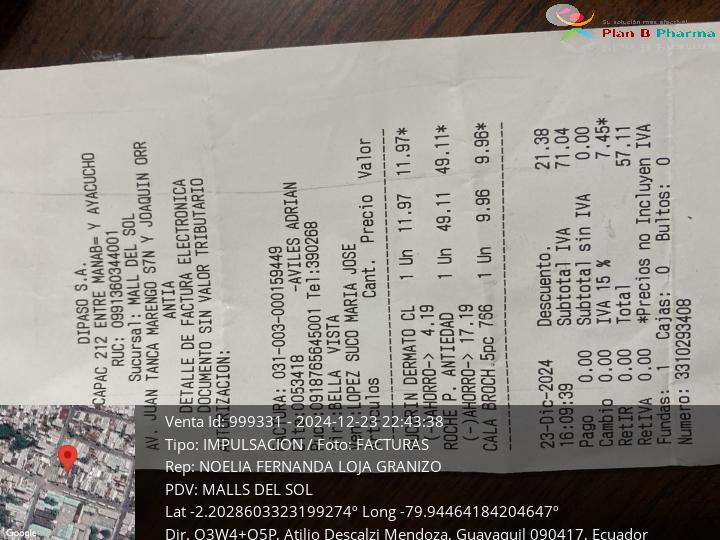 Su solución más efectiva!
Plan B Pharma
DIPASO S.A.
CAPAC 212 ENTRE MANAB= Y AYACUCHO
RUC: 0991360344001
Sucursal: MALL DEL SOL
AV. JUAN TANCA MARENGO S7N Y JOAQUIN ORR
ANTIA
DETALLE DE FACTURA ELECTRONICA
DOCUMENTO SIN VALOR TRIBUTARIO
FACTURA: 031-003-000159449
AVILES ADRIAN
:0918765645001 Tel:390268
BELLA VISTA
LOPEZ SUCO MARIA JOSE
Cant. Precio Valor
DERMATO CL 1 Un 11.97 11.97*
(-)AHORRO-> 4.19
ROCHE P. ANTIEDAD 1 Un 49.11 49.11*
(-)AHORRO-> 17.19
CALA BROCH.5pc 766 1 Un 9.96 9.96*
23-Dic-2024 Descuento. 21.38
16:09:39 Subtotal IVA 71.04
Pago 0.00 Subtotal sin IVA 0.00
Cambio 0.00 IVA 15 % 7.45*
RetIR 0.00 Total 57.11
RetIVA 0.00 *Precios no Incluyen IVA
Fundas: 1 Cajas: 0 Bultos: 0
Numero: 3310293408
Venta Id: 999331 - 2024-12-23 22:43:38
Tipo: IMPULSACION / Foto: FACTURAS
Rep: NOELIA FERNANDA LOJA GRANIZO
PDV: MALLS DEL SOL
Lat -2.2028603323199274° Long -79.94464184204647°
Dir. Q3W4+Q5P, Atilio Descalzi Mendoza, Guayaquil 090417, Ecuador
Google